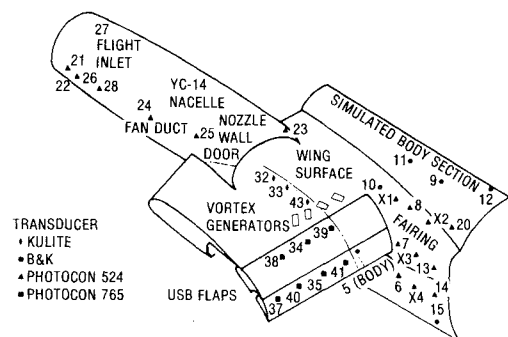 27
FLIGHT
INLET
21
22
26
28
YC-14
NACELLE
24
FAN DUCT
25
NOZZLE
WALL
DOOR
23
SIMULATED BODY SECTION
WING
SURFACE
11
9
12
10
X1
8
X2
20
FAIRING
32
33
43
VORTEX
GENERATORS
7
X3
13
6
X4
14
15
39
34
38
41
35
40
37
5 (BODY)
USB FLAPS
TRANSDUCER
KULITE
B&K
PHOTOCON 524
PHOTOCON 765